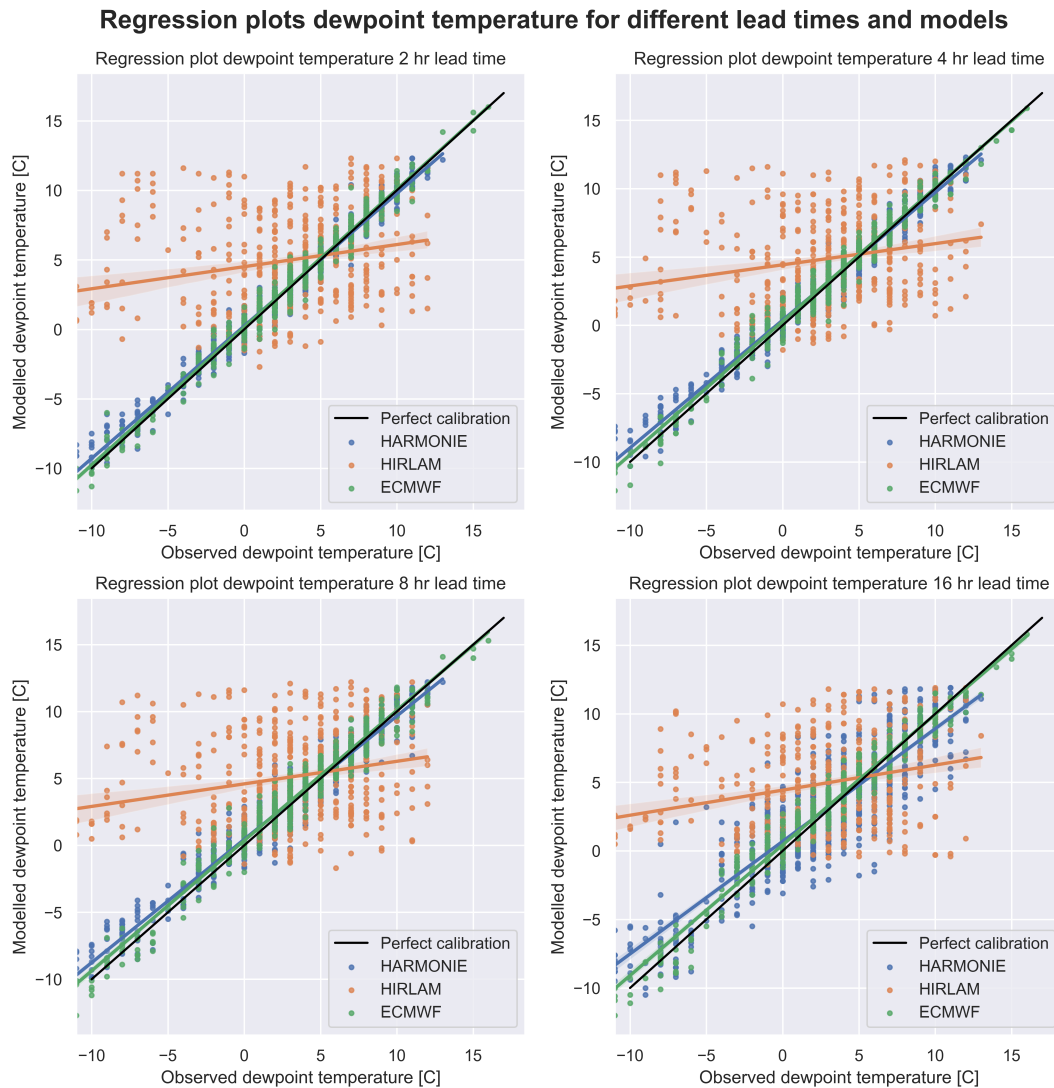 Regression plots dewpoint temperature for different lead times and models
Regression plot dewpoint temperature 2 hr lead time
15
10
5
0
−5
−10
Modelled dewpoint temperature [C]
Perfect calibration
HARMONIE
HIRLAM
ECMWF
−10 −5 0 5 10 15
Observed dewpoint temperature [C]
Regression plot dewpoint temperature 4 hr lead time
15
10
5
0
−5
−10
Modelled dewpoint temperature [C]
Perfect calibration
HARMONIE
HIRLAM
ECMWF
−10 −5 0 5 10 15
Observed dewpoint temperature [C]
Regression plot dewpoint temperature 8 hr lead time
15
10
5
0
−5
−10
Modelled dewpoint temperature [C]
Perfect calibration
HARMONIE
HIRLAM
ECMWF
−10 −5 0 5 10 15
Observed dewpoint temperature [C]
Regression plot dewpoint temperature 16 hr lead time
15
10
5
0
−5
−10
Modelled dewpoint temperature [C]
Perfect calibration
HARMONIE
HIRLAM
ECMWF
−10 −5 0 5 10 15
Observed dewpoint temperature [C]